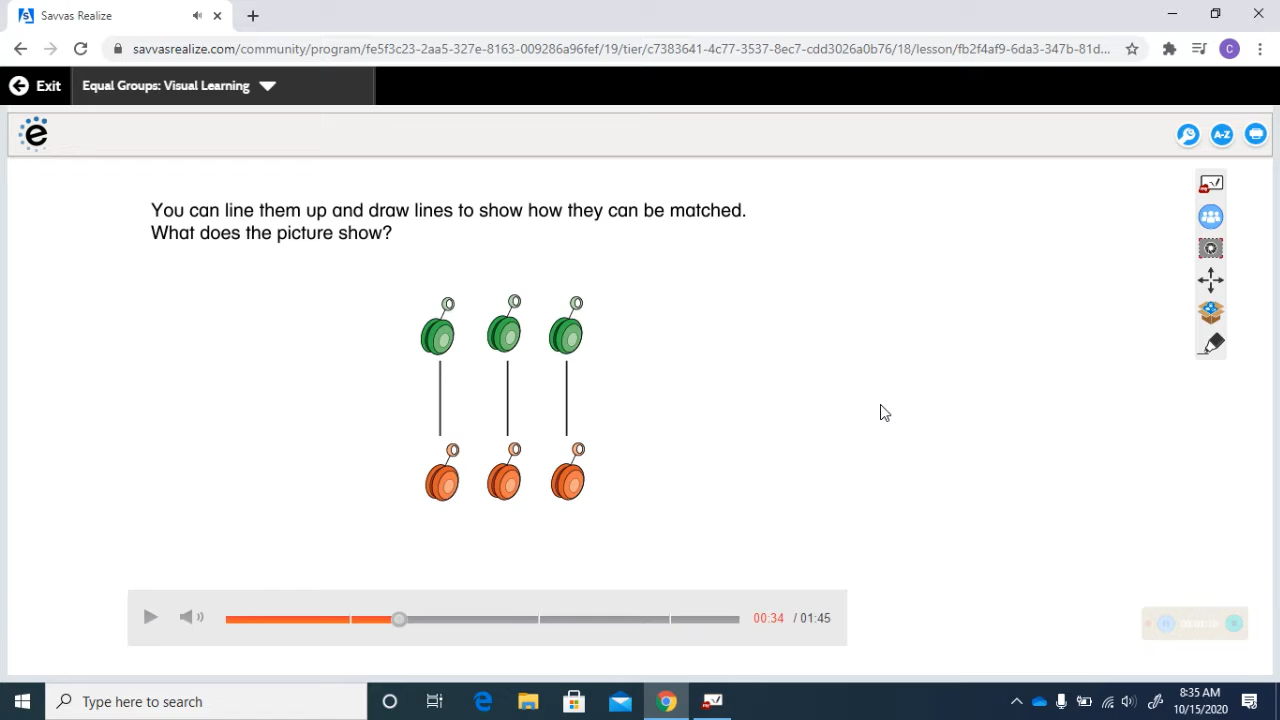 Savvas Realize
savvasrealize.com/community/program/fe5f3c23-2aa5-327e-8163-009286a96fef/19/tier/c7383641-4c77-3537-8ec7-cdd3026a0b76/18/lesson/fb2f4af9-6da3-347b-81d...
C
Exit
Equal Groups: Visual Learning
e
A-Z
You can line them up and draw lines to show how they can be matched.
What does the picture show?
00:34 / 01:45
Type here to search
8:35 AM
10/15/2020